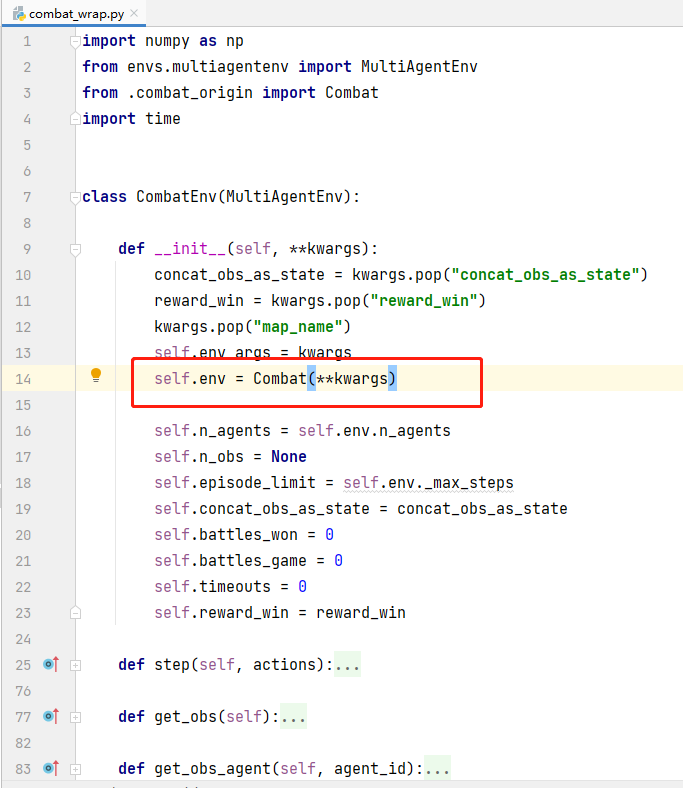 combat_wrap.py
1 import numpy as np
2 from envs.multiagentenv import MultiAgentEnv
3 from .combat_origin import Combat
4 import time
5
6
7 class CombatEnv(MultiAgentEnv):
8
9 def __init__(self, **kwargs):
10 concat_obs_as_state = kwargs.pop("concat_obs_as_state")
11 reward_win = kwargs.pop("reward_win")
12 kwargs.pop("map_name")
13 self.env_args = kwargs
14 self.env = Combat(**kwargs)
15
16 self.n_agents = self.env.n_agents
17 self.n_obs = None
18 self.episode_limit = self.env._max_steps
19 self.concat_obs_as_state = concat_obs_as_state
20 self.battles_won = 0
21 self.battles_game = 0
22 self.timeouts = 0
23 self.reward_win = reward_win
24
25 def step(self, actions):...
76
77 def get_obs(self):...
82
83 def get_obs_agent(self, agent_id):...